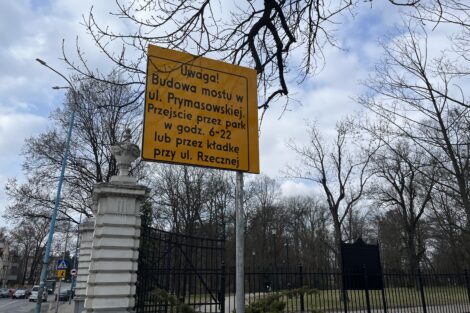 Uwaga!
Budowa mostu w
ul. Prymasowskiej.
Przejście przez park
w godz. 6-22
lub przez kładkę
przy ul. Rzecznej